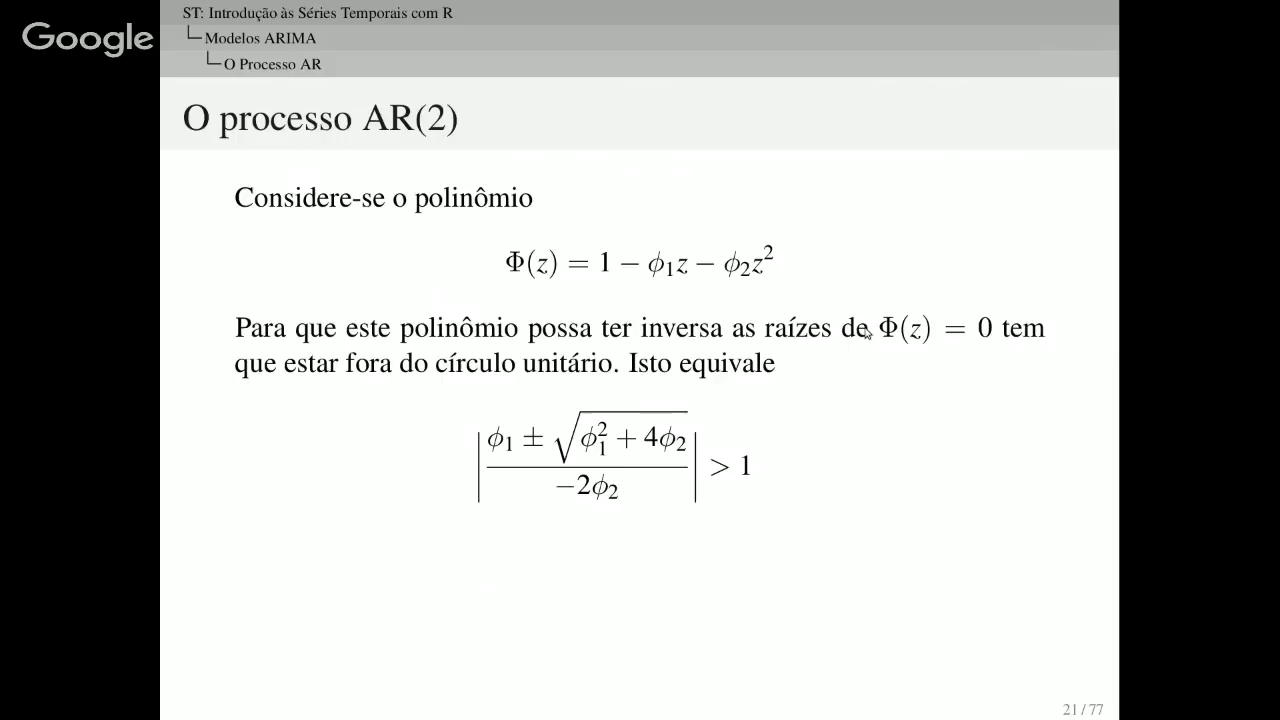 Google
ST: Introdução às Séries Temporais com R
Modelos ARIMA
O Processo AR
O processo AR(2)
Considere-se o polinômio
Φ(z) = 1 − ϕ₁z − ϕ₂z²
Para que este polinômio possa ter inversa as raízes de Φ(z) = 0 tem
que estar fora do círculo unitário. Isto equivale
| (ϕ₁ ± √(ϕ₁² + 4ϕ₂)) / (−2ϕ₂) | > 1
21 / 77